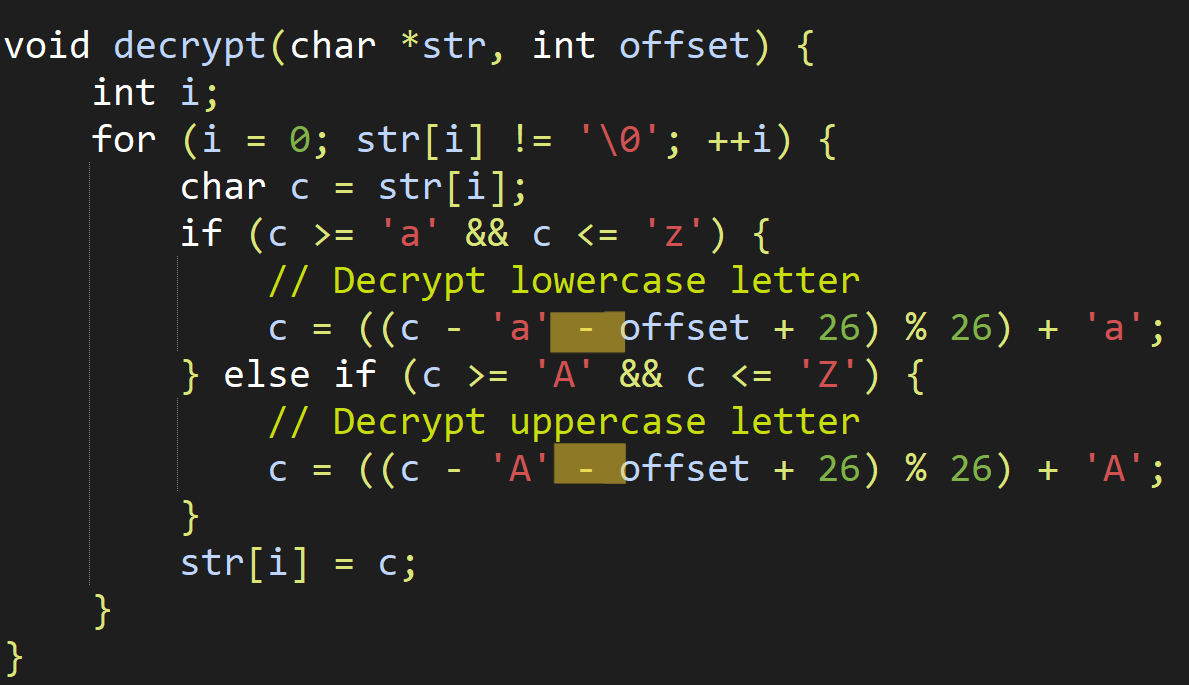 void decrypt(char *str, int offset) {
    int i;
    for (i = 0; str[i] != '\0'; ++i) {
        char c = str[i];
        if (c >= 'a' && c <= 'z') {
            // Decrypt lowercase letter
            c = ((c - 'a' - offset + 26) % 26) + 'a';
        } else if (c >= 'A' && c <= 'Z') {
            // Decrypt uppercase letter
            c = ((c - 'A' - offset + 26) % 26) + 'A';
        }
        str[i] = c;
    }
}